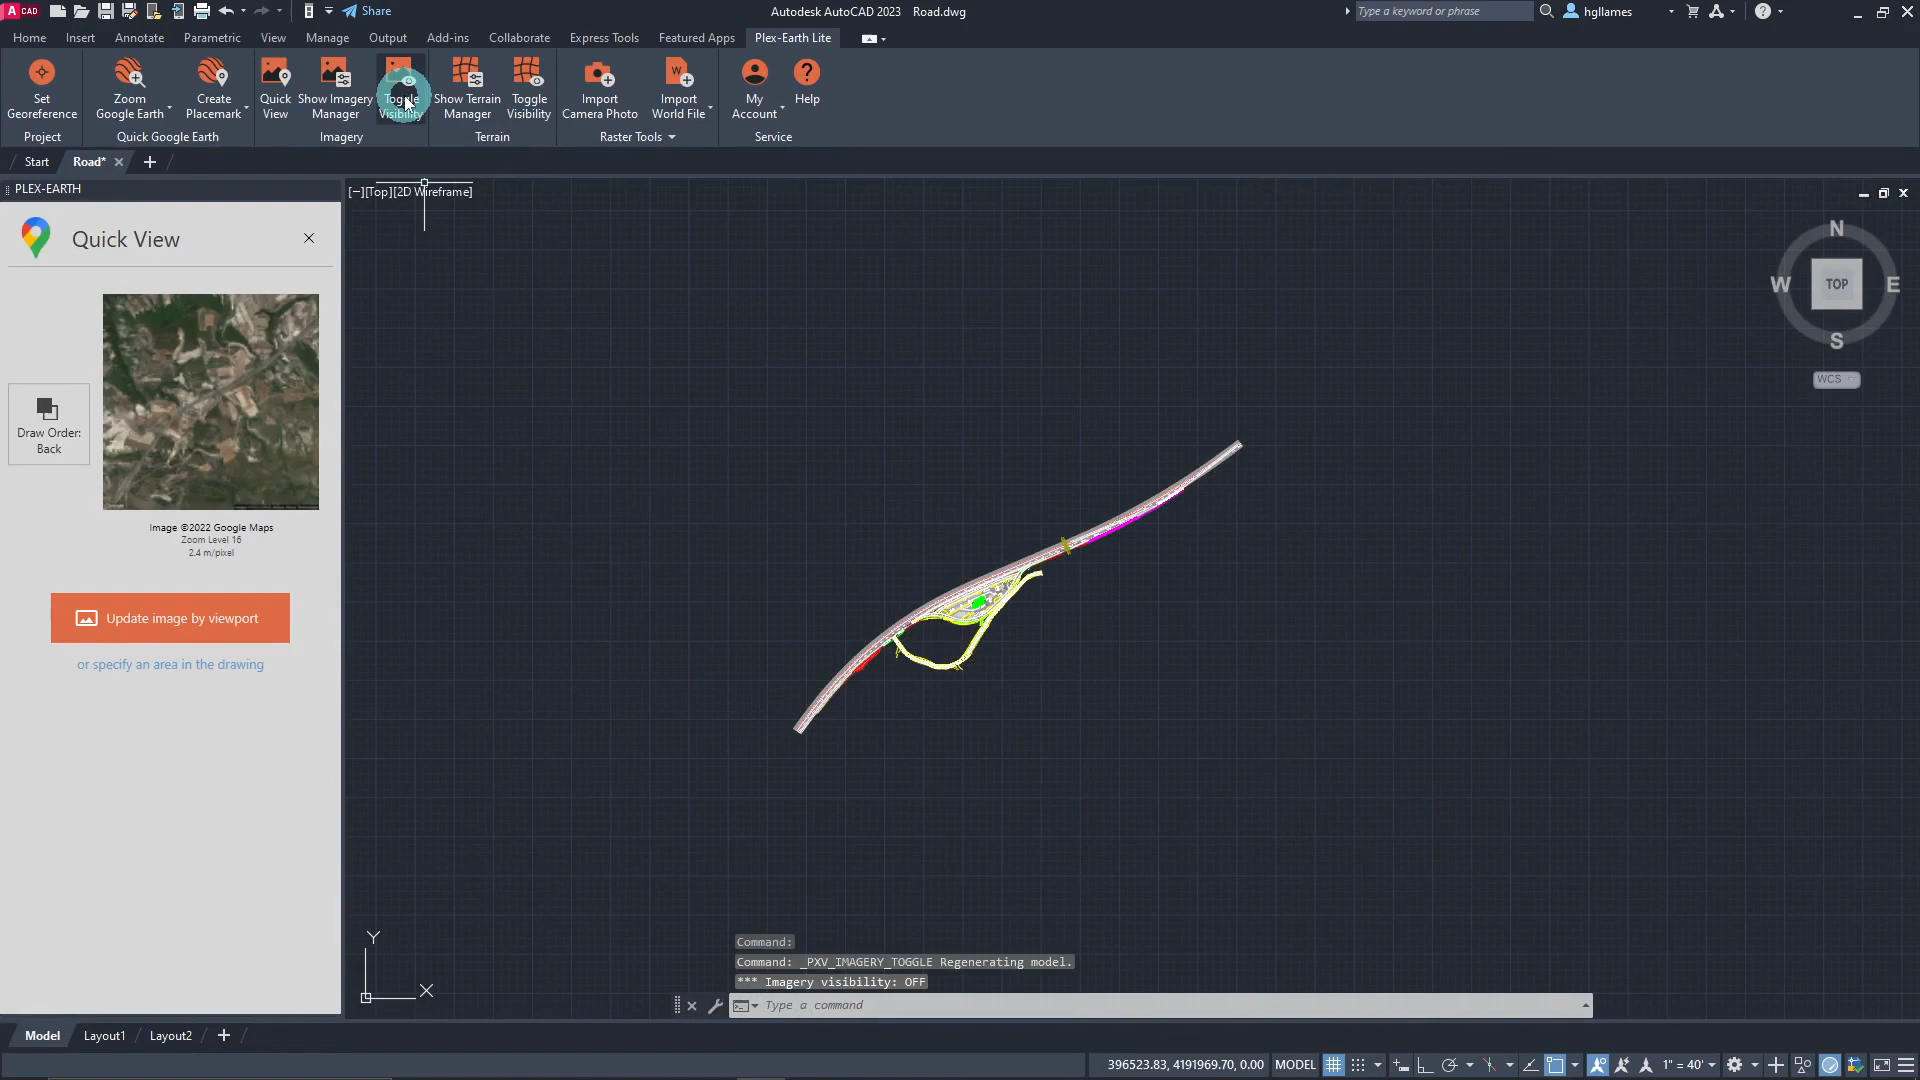 A CAD
Share
Autodesk AutoCAD 2023 Road.dwg
Type a keyword or phrase
hgllames
Home Insert Annotate Parametric View Manage Output Add-ins Collaborate Express Tools Featured Apps Plex-Earth Lite
Set
Georeference
Zoom
Google Earth
Create
Placemark
Quick
View
Show Imagery
Manager
Toggle
Visibility
Show Terrain
Manager
Toggle
Visibility
Import
Camera Photo
Import
World File
My
Account
Help
Project Quick Google Earth Imagery Terrain Raster Tools Service
Start Road*
PLEX-EARTH
[−][Top][2D Wireframe]
Quick View
Draw Order:
Back
Image ©2022 Google Maps
Zoom Level 16
2.4 m/pixel
Update image by viewport
or specify an area in the drawing
N
W TOP E
S
WCS
Y
X
Command:
Command: _PXV_IMAGERY_TOGGLE Regenerating model.
*** Imagery visibility: OFF
Type a command
Model Layout1 Layout2
396523.83, 4191969.70, 0.00 MODEL 1" = 40'